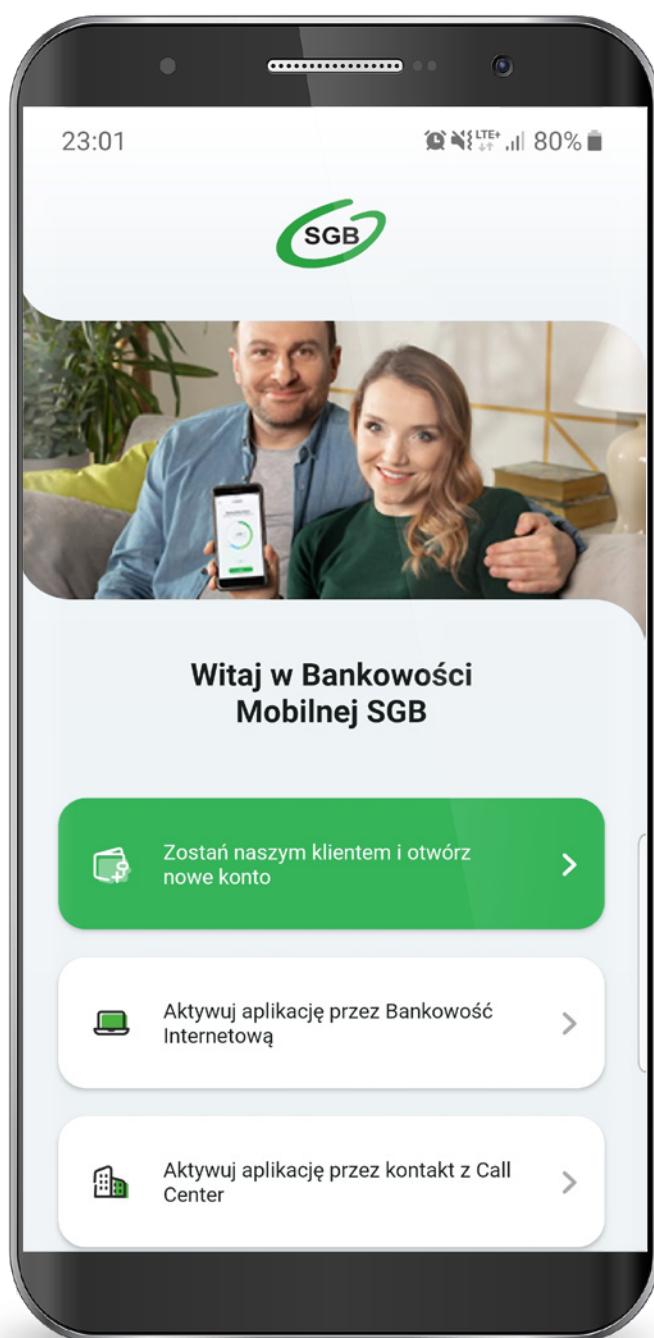 23:01
LTE+ 80%
SGB
Witaj w Bankowości
Mobilnej SGB
Zostań naszym klientem i otwórz
nowe konto
Aktywuj aplikację przez Bankowość
Internetową
Aktywuj aplikację przez kontakt z Call
Center